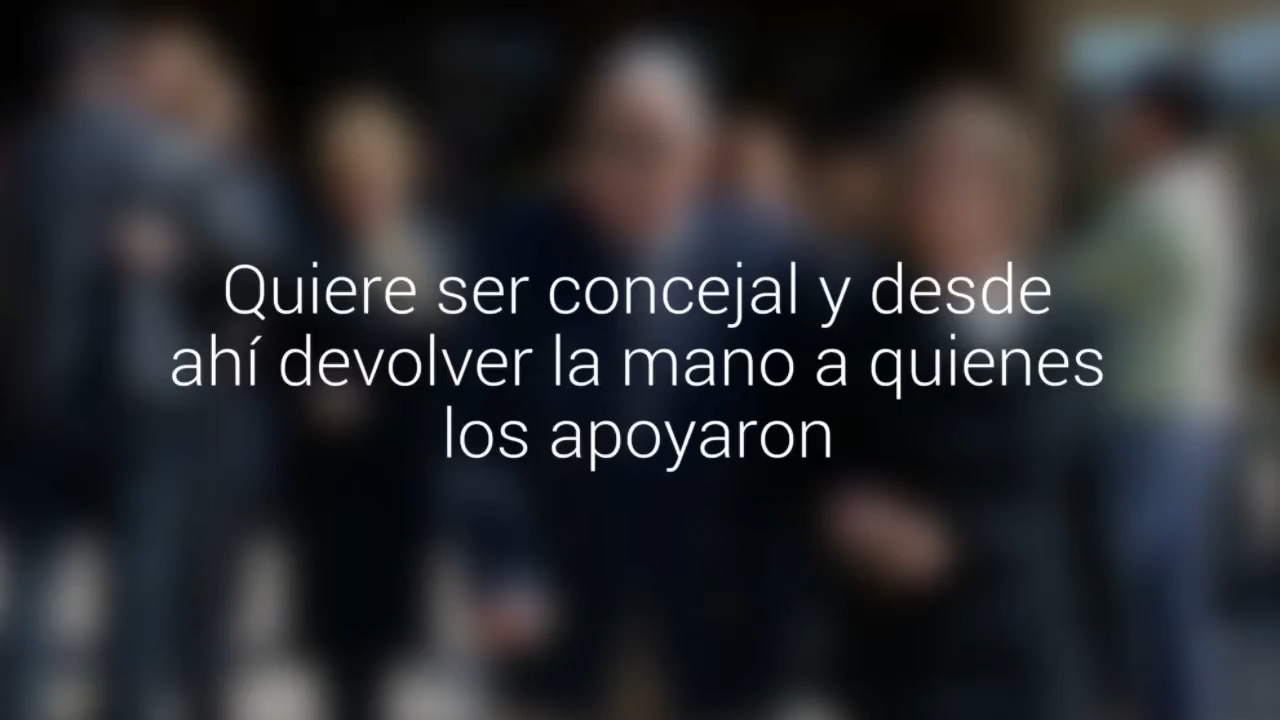 Quiere ser concejal y desde
ahí devolver la mano a quienes
los apoyaron